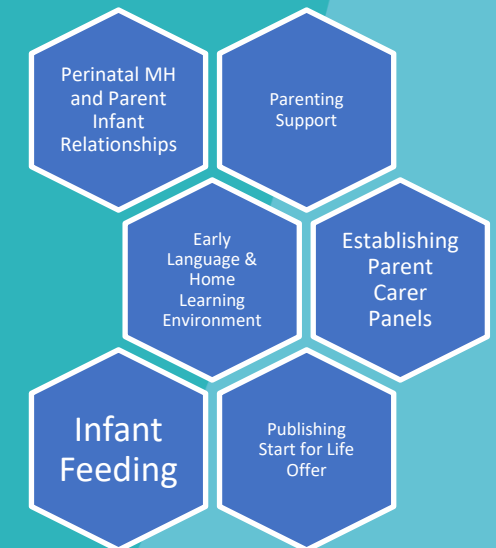 Perinatal MH
and Parent
Infant
Relationships
Parenting
Support
Early
Language &
Home
Learning
Environment
Establishing
Parent
Carer
Panels
Infant
Feeding
Publishing
Start for Life
Offer